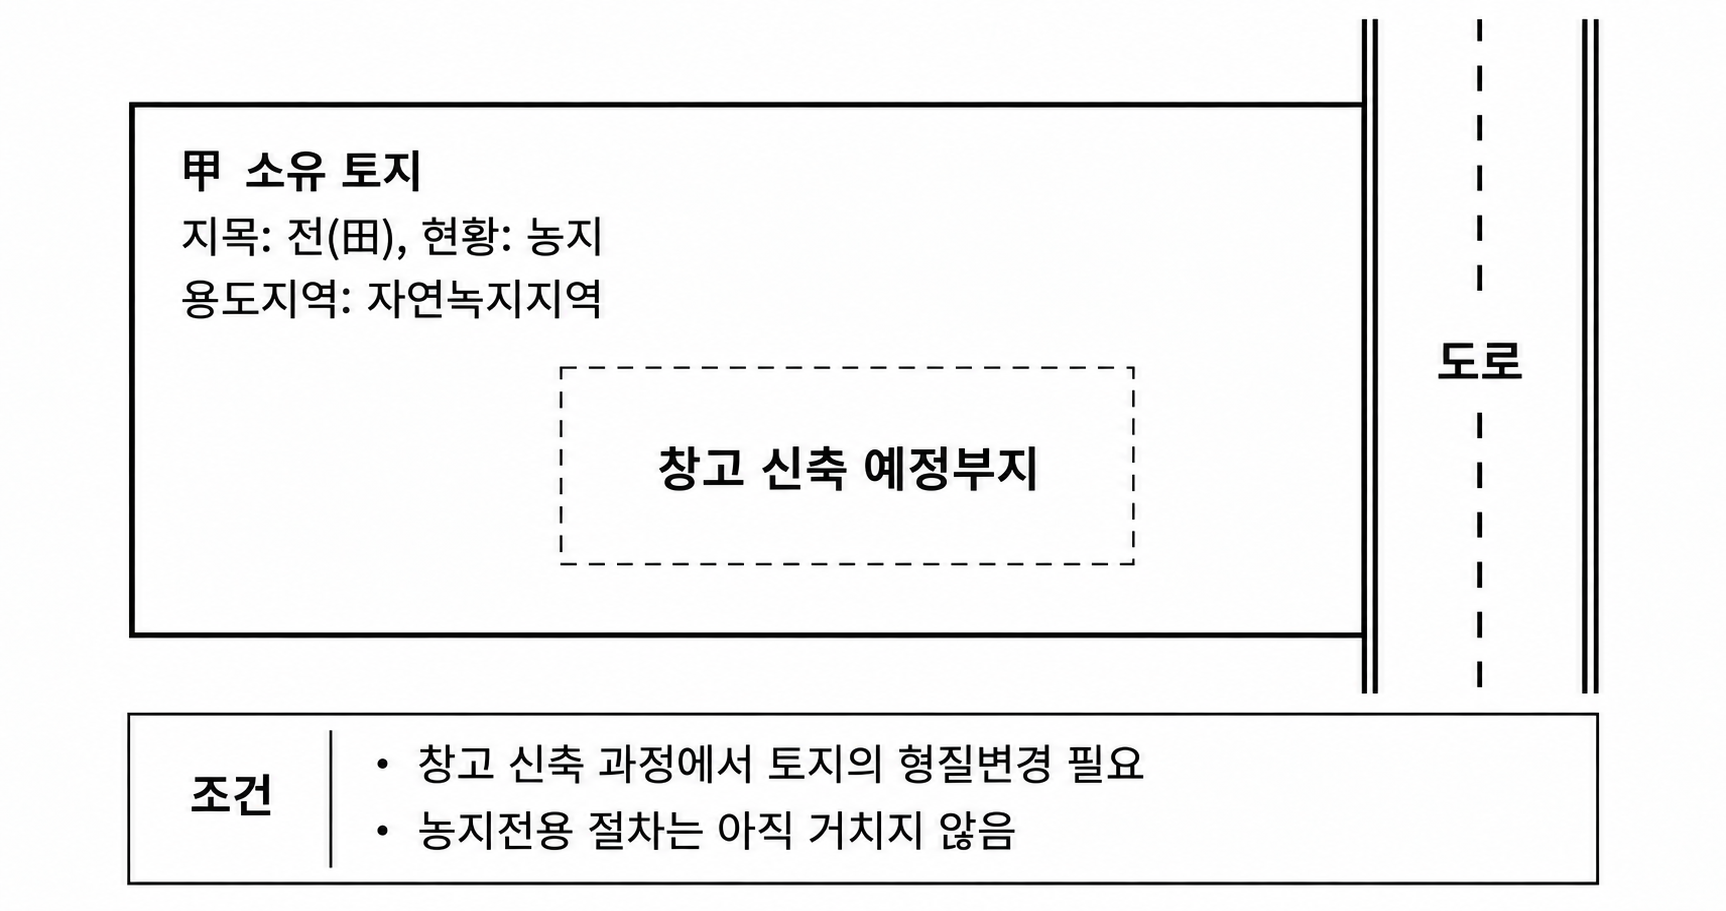 甲 소유 토지
지목: 전(田), 현황: 농지
용도지역: 자연녹지지역
창고 신축 예정부지
도로
조건
• 창고 신축 과정에서 토지의 형질변경 필요
• 농지전용 절차는 아직 거치지 않음